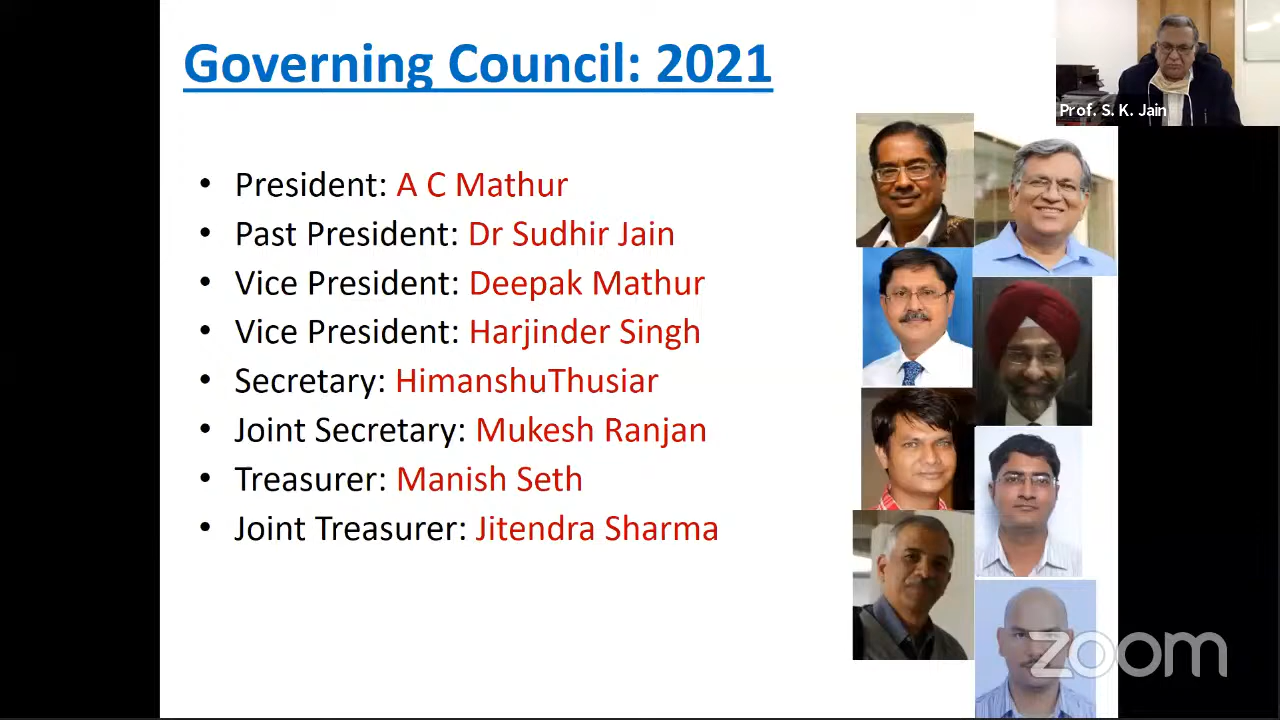 Governing Council: 2021
Prof. S. K. Jain
• President: A C Mathur
• Past President: Dr Sudhir Jain
• Vice President: Deepak Mathur
• Vice President: Harjinder Singh
• Secretary: HimanshuThusiar
• Joint Secretary: Mukesh Ranjan
• Treasurer: Manish Seth
• Joint Treasurer: Jitendra Sharma
zoom